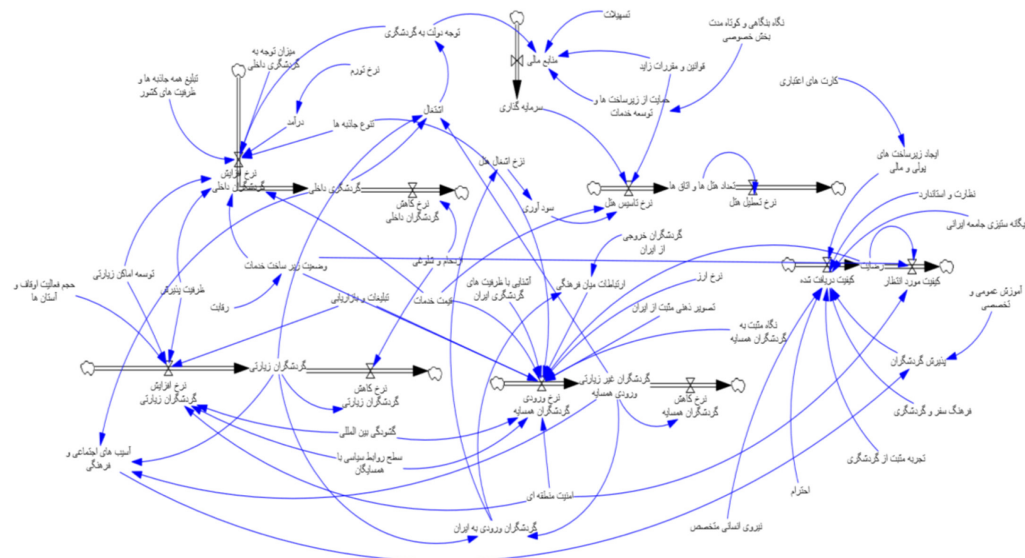 تسهیلات
توجه دولت به گردشگری
نگاه بنگاهی و کوتاه مدت
بخش خصوصی
میزان توجه به
گردشگری داخلی
تبلیغ همه جاذبه ها و
ظرفیت های کشور
نرخ تورم
منابع مالی
قوانین و مقررات زاید
کارت های اعتباری
سرمایه گذاری
حمایت از زیرساخت ها و
توسعه خدمات
اشتغال
درآمد
تنوع جاذبه ها
ایجاد زیرساخت های
پولی و مالی
نرخ اشغال هتل
نرخ افزایش
گردشگران داخلی
گردشگری داخلی
نرخ کاهش
گردشگران داخلی
سود آوری
نرخ تاسیس هتل
تعداد هتل ها و اتاق ها
نرخ تعطیل هتل
نظارت و استاندارد
بیگانه ستیزی جامعه ایرانی
گردشگران خروجی
از ایران
ازدحام و شلوغی
وضعیت زیر ساخت خدمات
توسعه اماکن زیارتی
ظرفیت پذیرش
کیفیت دریافت شده
رضایت
کیفیت مورد انتظار
حجم فعالیت اوقاف و
آستان ها
رقابت
تبلیغات و بازاریابی
قیمت خدمات
آشنایی با ظرفیت های
گردشگری ایران
ارتباطات میان فرهنگی
نرخ ارز
تصویر ذهنی مثبت از ایران
آموزش عمومی و
تخصصی
نگاه مثبت به
گردشگران همسایه
پذیرش گردشگران
نرخ افزایش
گردشگران زیارتی
گردشگران زیارتی
نرخ کاهش
گردشگران زیارتی
نرخ ورودی
گردشگران همسایه
گردشگران غیر زیارتی
ورودی همسایه
نرخ کاهش
گردشگران همسایه
فرهنگ سفر و گردشگری
گشودگی بین المللی
آسیب های اجتماعی و
فرهنگی
سطح روابط سیاسی با
همسایگان
تجربه مثبت از گردشگری
امنیت منطقه ای
احترام
گردشگران ورودی به ایران
نیروی انسانی متخصص